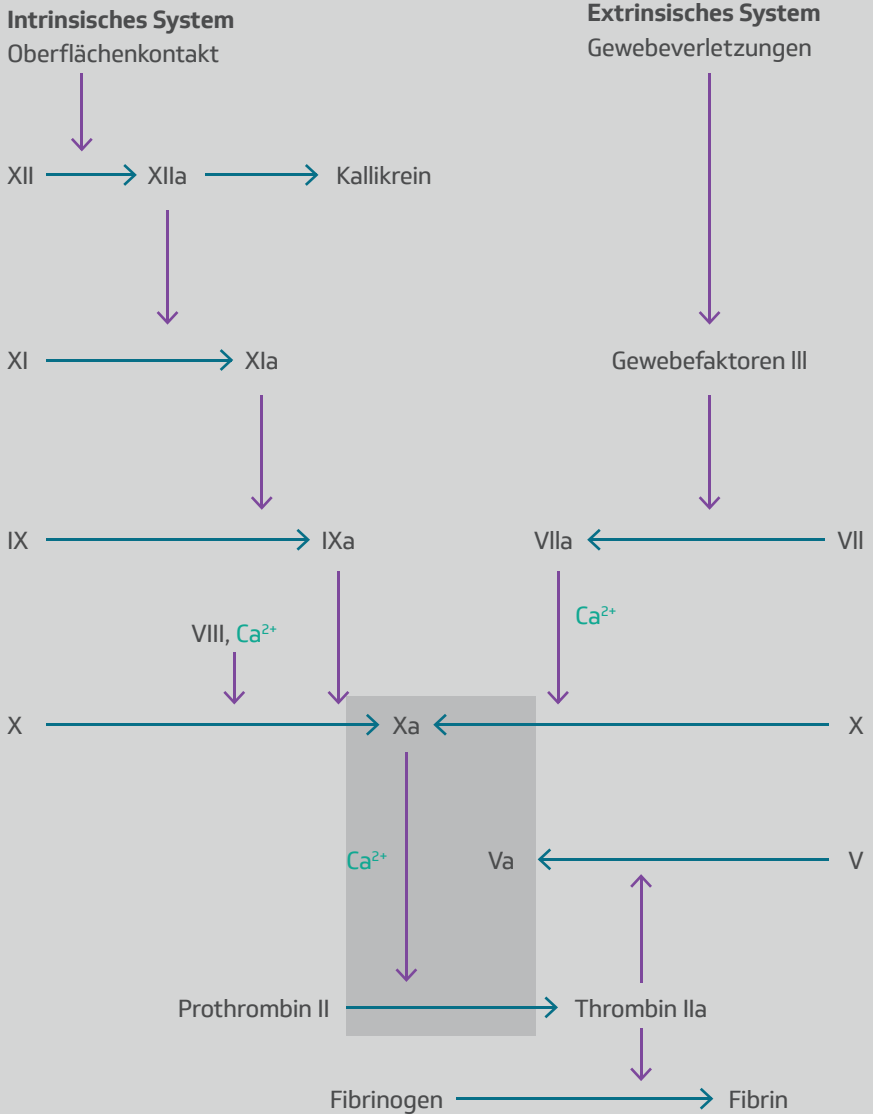 Intrinsisches System
Oberflächenkontakt
Extrinsisches System
Gewebeverletzungen
XII
XIIa
Kallikrein
XI
XIa
Gewebefaktoren III
IX
IXa
VIIa
VII
VIII, Ca²⁺
Ca²⁺
X
Xa
X
Ca²⁺
Va
V
Prothrombin II
Thrombin IIa
Fibrinogen
Fibrin